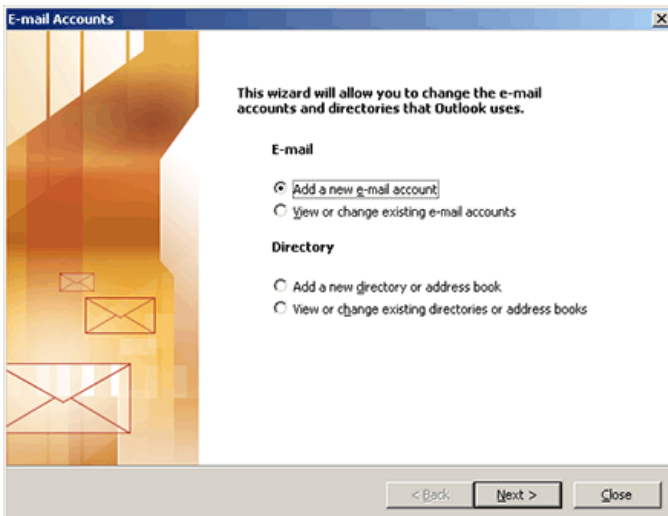 E-mail Accounts
This wizard will allow you to change the e-mail
accounts and directories that Outlook uses.
E-mail
Add a new e-mail account
View or change existing e-mail accounts
Directory
Add a new directory or address book
View or change existing directories or address books
< Back
Next >
Close